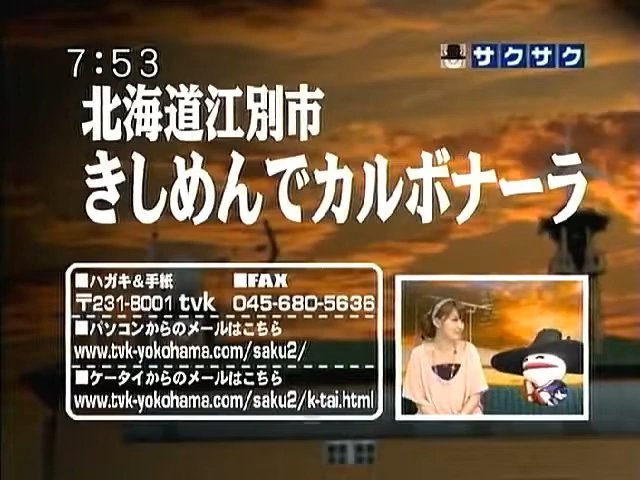 7:53
サクサク
北海道江別市
きしめんでカルボナーラ
■ハガキ&手紙 ■FAX
〒231-8001 tvk 045-680-5636
■パソコンからのメールはこちら
www.tvk-yokohama.com/saku2/
■ケータイからのメールはこちら
www.tvk-yokohama.com/saku2/k-tai.html